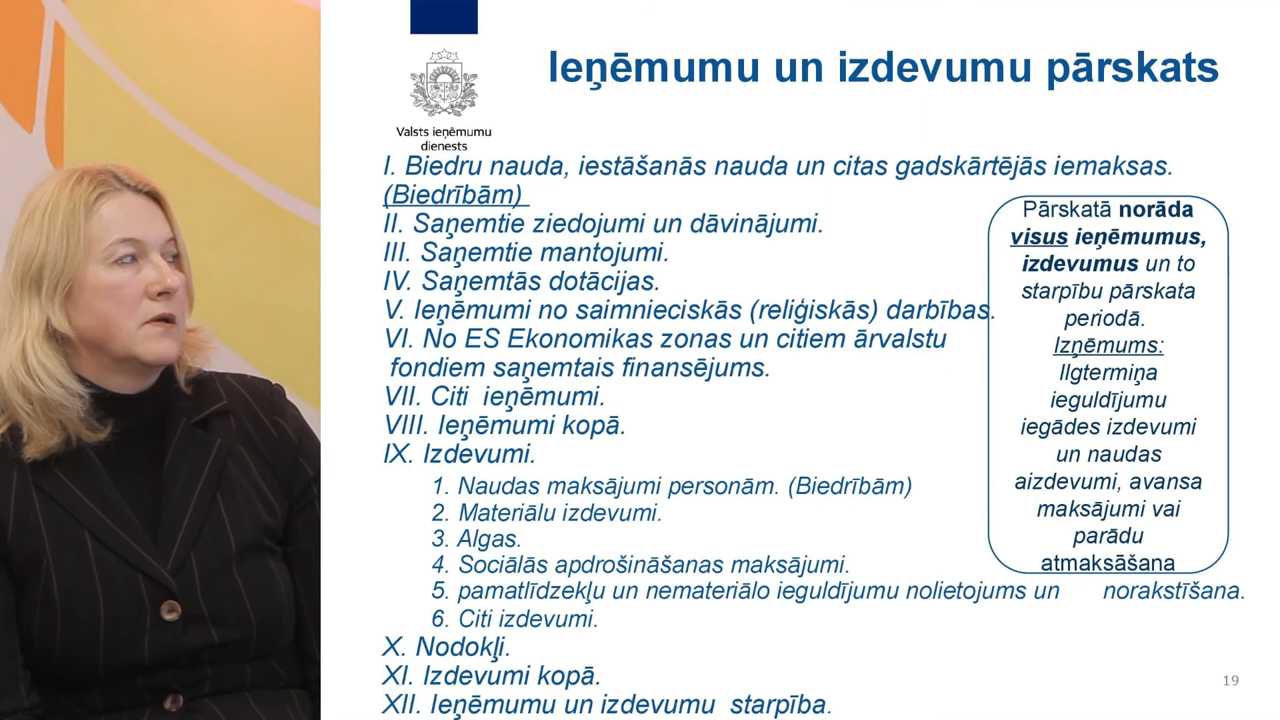 Ieņēmumu un izdevumu pārskats
Valsts ieņēmumu
dienests
I. Biedru nauda, iestāšanās nauda un citas gadskārtējās iemaksas.
(Biedrībām)
II. Saņemtie ziedojumi un dāvinājumi.
III. Saņemtie mantojumi.
IV. Saņemtās dotācijas.
V. Ieņēmumi no saimnieciskās (reliģiskās) darbības.
VI. No ES Ekonomikas zonas un citiem ārvalstu
fondiem saņemtais finansējums.
VII. Citi ieņēmumi.
VIII. Ieņēmumi kopā.
IX. Izdevumi.
1. Naudas maksājumi personām. (Biedrībām)
2. Materiālu izdevumi.
3. Algas.
4. Sociālās apdrošināšanas maksājumi.
5. pamatlīdzekļu un nemateriālo ieguldījumu nolietojums un norakstīšana.
6. Citi izdevumi.
X. Nodokļi.
XI. Izdevumi kopā.
XII. Ieņēmumu un izdevumu starpība.
Pārskatā norāda
visus ieņēmumus,
izdevumus un to
starpību pārskata
periodā.
Izņēmums:
Ilgtermiņa
ieguldījumu
iegādes izdevumi
un naudas
aizdevumi, avansa
maksājumi vai
parādu
atmaksāšana
19